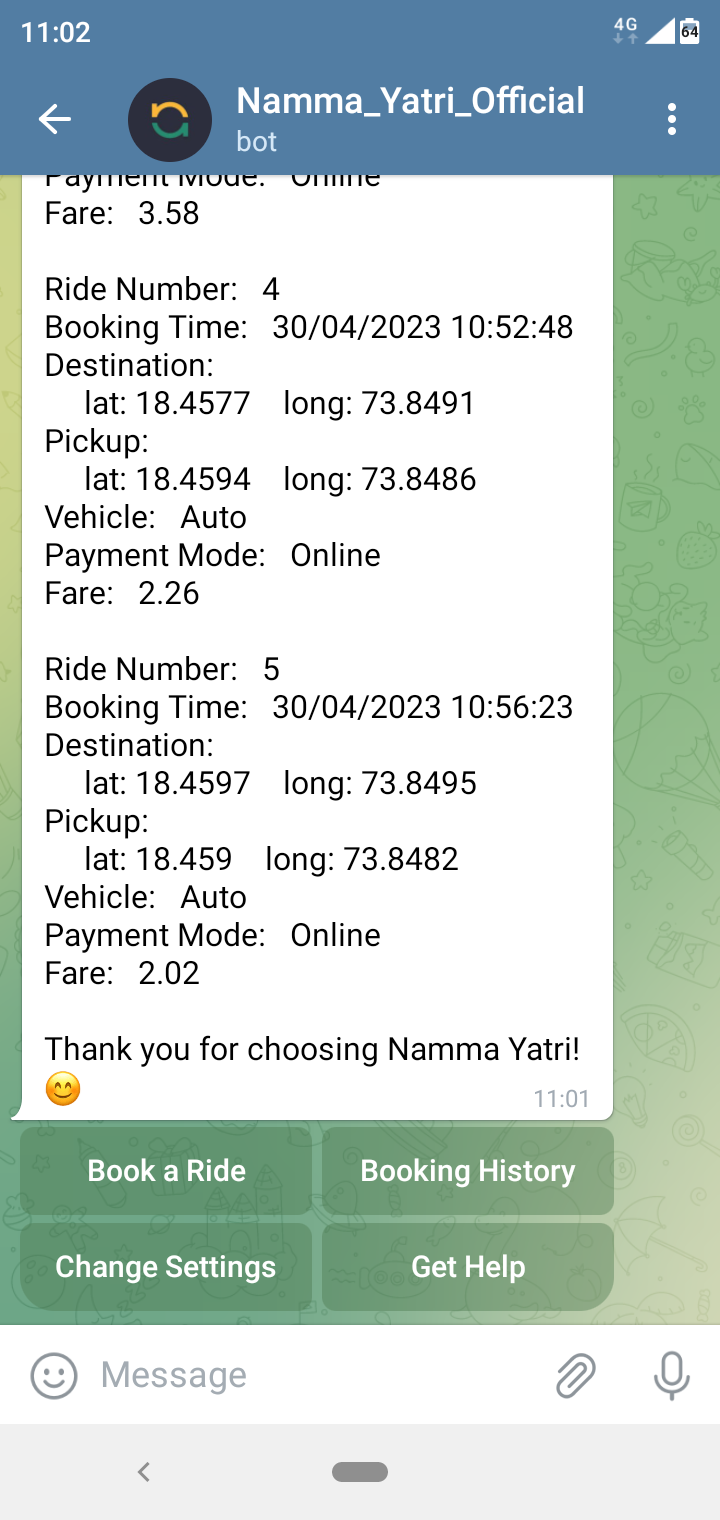 11:02
4G
64
Namma_Yatri_Official
bot
Payment Mode: Online
Fare: 3.58
Ride Number: 4
Booking Time: 30/04/2023 10:52:48
Destination:
lat: 18.4577 long: 73.8491
Pickup:
lat: 18.4594 long: 73.8486
Vehicle: Auto
Payment Mode: Online
Fare: 2.26
Ride Number: 5
Booking Time: 30/04/2023 10:56:23
Destination:
lat: 18.4597 long: 73.8495
Pickup:
lat: 18.459 long: 73.8482
Vehicle: Auto
Payment Mode: Online
Fare: 2.02
Thank you for choosing Namma Yatri!
😊
11:01
Book a Ride
Booking History
Change Settings
Get Help
Message